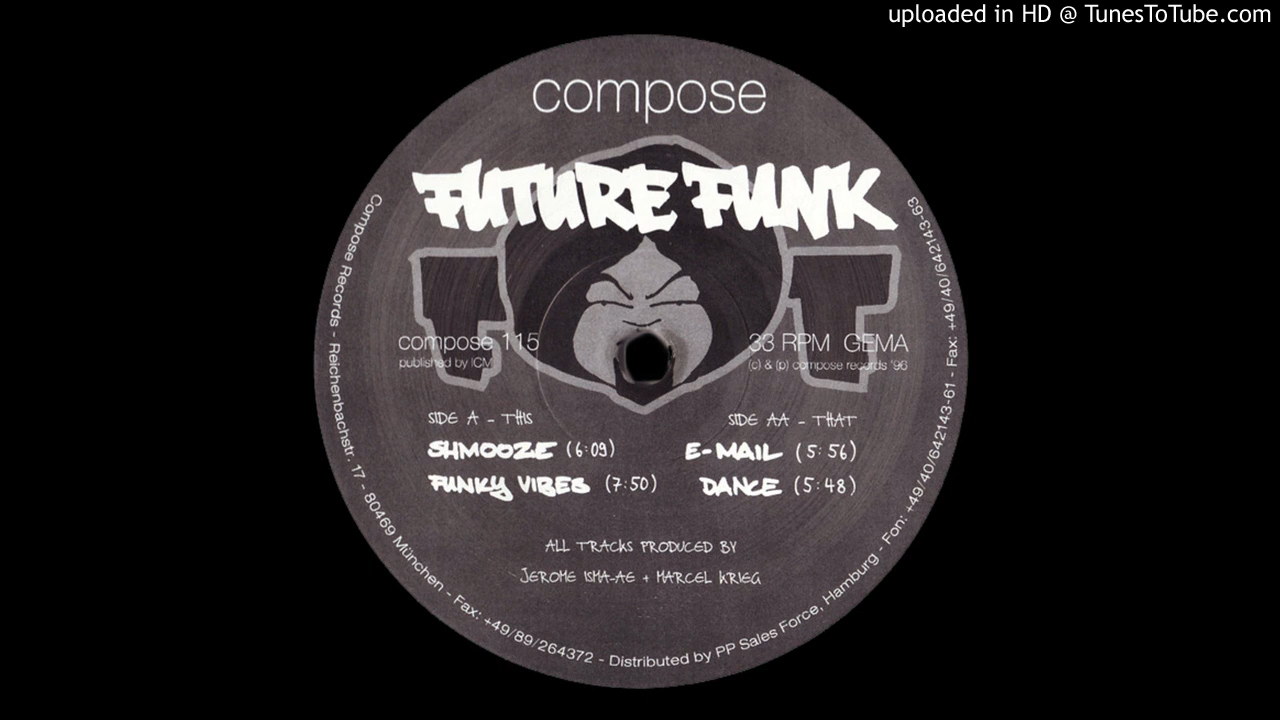 uploaded in HD @ TunesToTube.com
compose
FUTURE FUNK
compose 115
published by ICM
33 RPM GEMA
(c) & (p) compose records '96
SIDE A - THIS
SHMOOZE (6:09)
FUNKY VIBES (7:50)
SIDE AA - THAT
E-MAIL (5:56)
DANCE (5:48)
ALL TRACKS PRODUCED BY
JEROME ISMA-AE + MARCEL KRIEG
Compose Records - Reichenbachstr. 17 - 80469 München - Fax: +49/89/264372 - Distributed by PP Sales Force, Hamburg - Fon: +49/40/642143-61 - Fax: +49/40/642143-63